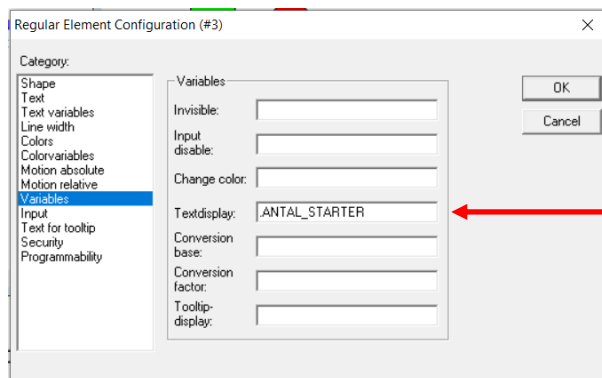 Regular Element Configuration (#3)
Category:
Shape
Text
Text variables
Line width
Colors
Colorvariables
Motion absolute
Motion relative
Variables
Input
Text for tooltip
Security
Programmability
Variables
Invisible:
Input
disable:
Change color:
Textdisplay: .ANTAL_STARTER
Conversion
base:
Conversion
factor:
Tooltip-
display:
OK
Cancel